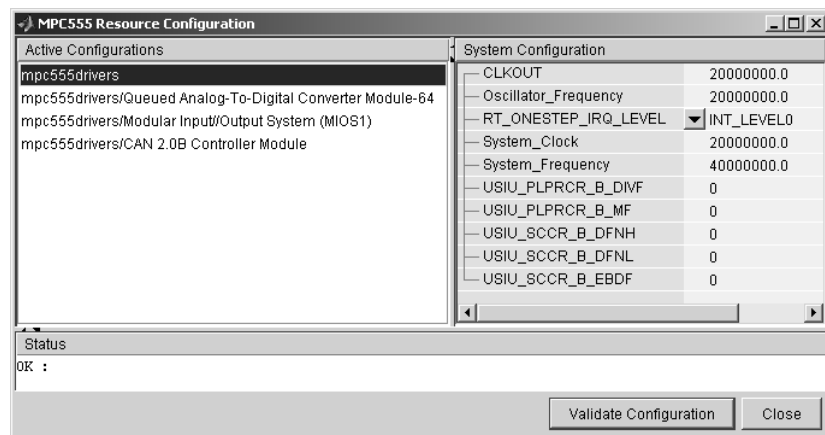 MPC555 Resource Configuration
Active Configurations
mpc555drivers
mpc555drivers/Queued Analog-To-Digital Converter Module-64
mpc555drivers/Modular Input//Output System (MIOS1)
mpc555drivers/CAN 2.0B Controller Module
System Configuration
CLKOUT 20000000.0
Oscillator_Frequency 20000000.0
RT_ONESTEP_IRQ_LEVEL INT_LEVEL0
System_Clock 20000000.0
System_Frequency 40000000.0
USIU_PLPRCR_B_DIVF 0
USIU_PLPRCR_B_MF 0
USIU_SCCR_B_DFNH 0
USIU_SCCR_B_DFNL 0
USIU_SCCR_B_EBDF 0
Status
OK :
Validate Configuration Close